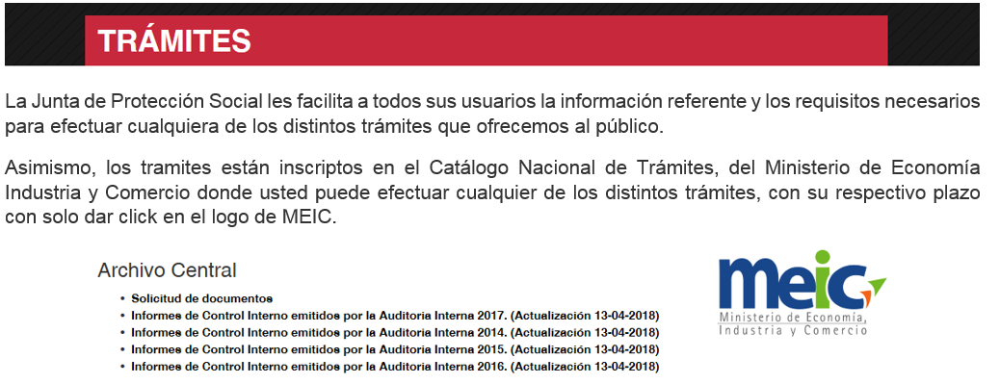 TRÁMITES
La Junta de Protección Social les facilita a todos sus usuarios la información referente y los requisitos necesarios
para efectuar cualquiera de los distintos trámites que ofrecemos al público.
Asimismo, los tramites están inscriptos en el Catálogo Nacional de Trámites, del Ministerio de Economía
Industria y Comercio donde usted puede efectuar cualquier de los distintos trámites, con su respectivo plazo
con solo dar click en el logo de MEIC.
Archivo Central
• Solicitud de documentos
• Informes de Control Interno emitidos por la Auditoria Interna 2017. (Actualización 13-04-2018)
• Informes de Control Interno emitidos por la Auditoria Interna 2014. (Actualización 13-04-2018)
• Informes de Control Interno emitidos por la Auditoria Interna 2015. (Actualización 13-04-2018)
• Informes de Control Interno emitidos por la Auditoria Interna 2016. (Actualización 13-04-2018)
meic
Ministerio de Economía,
Industria y Comercio